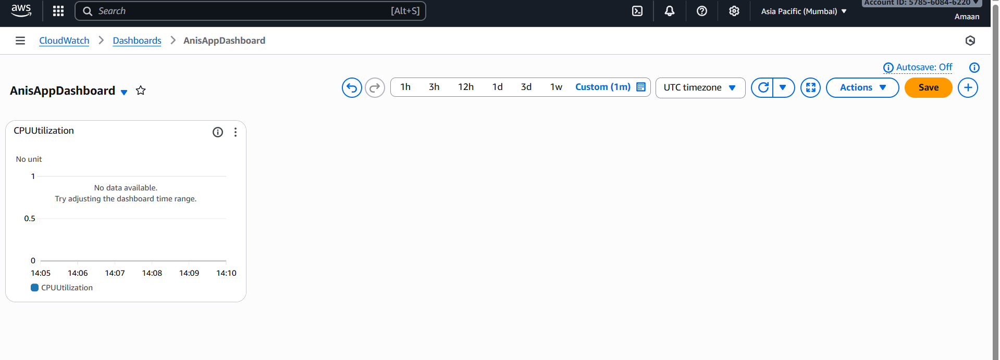 aws
Search [Alt+S]
Asia Pacific (Mumbai)
Account ID: 5785-6084-6220
Amaan
CloudWatch > Dashboards > AnisAppDashboard
Autosave: Off
AnisAppDashboard
1h 3h 12h 1d 3d 1w Custom (1m)
UTC timezone
Actions
Save
CPUUtilization
No unit
1
No data available.
Try adjusting the dashboard time range.
0.5
0
14:05 14:06 14:07 14:08 14:09 14:10
CPUUtilization